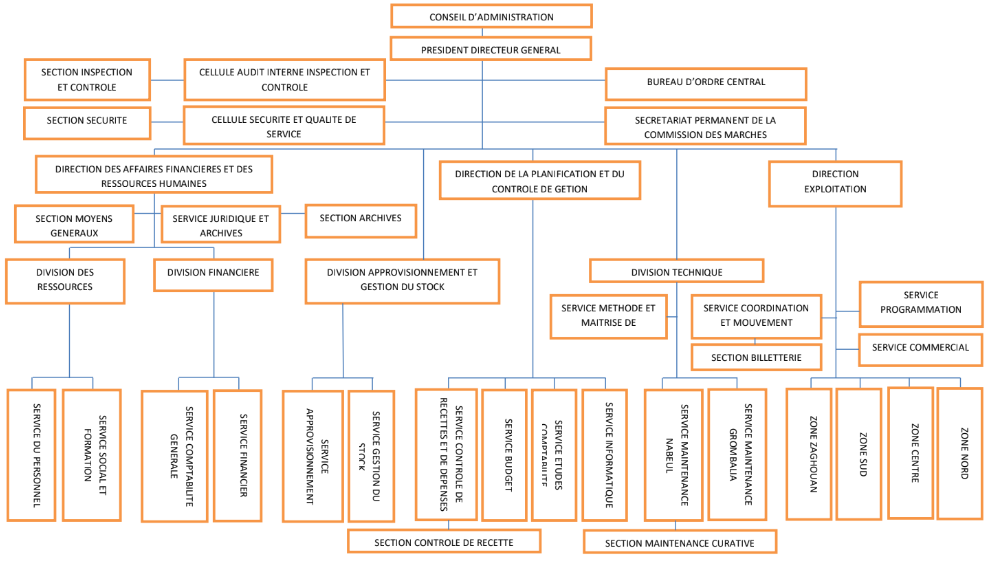 CONSEIL D'ADMINISTRATION
PRESIDENT DIRECTEUR GENERAL
SECTION INSPECTION
ET CONTROLE
CELLULE AUDIT INTERNE INSPECTION ET
CONTROLE
BUREAU D'ORDRE CENTRAL
SECTION SECURITE
CELLULE SECURITE ET QUALITE DE
SERVICE
SECRETARIAT PERMANENT DE LA
COMMISSION DES MARCHES
DIRECTION DES AFFAIRES FINANCIERES ET DES
RESSOURCES HUMAINES
DIRECTION DE LA PLANIFICATION ET DU
CONTROLE DE GETION
DIRECTION
EXPLOITATION
SECTION MOYENS
GENERAUX
SERVICE JURIDIQUE ET
ARCHIVES
SECTION ARCHIVES
DIVISION DES
RESSOURCES
DIVISION FINANCIERE
DIVISION APPROVISIONNEMENT ET
GESTION DU STOCK
DIVISION TECHNIQUE
SERVICE METHODE ET
MAITRISE DE
SERVICE COORDINATION
ET MOUVEMENT
SERVICE
PROGRAMMATION
SECTION BILLETTERIE
SERVICE COMMERCIAL
SERVICE DU PERSONNEL
SERVICE SOCIAL ET
FORMATION
SERVICE COMPTABILITE
GENERALE
SERVICE FINANCIER
SERVICE
APPROVISIONNEMENT
SERVICE GESTION DU
STOCK
SERVICE CONTROLE DE
RECETTES ET DE DEPENSES
SERVICE BUDGET
SERVICE ETUDES
COMPTABILITE
SERVICE INFORMATIQUE
SERVICE MAINTENANCE
NABEUL
SERVICE MAINTENANCE
GROMBALIA
ZONE ZAGHOUAN
ZONE SUD
ZONE CENTRE
ZONE NORD
SECTION CONTROLE DE RECETTE
SECTION MAINTENANCE CURATIVE